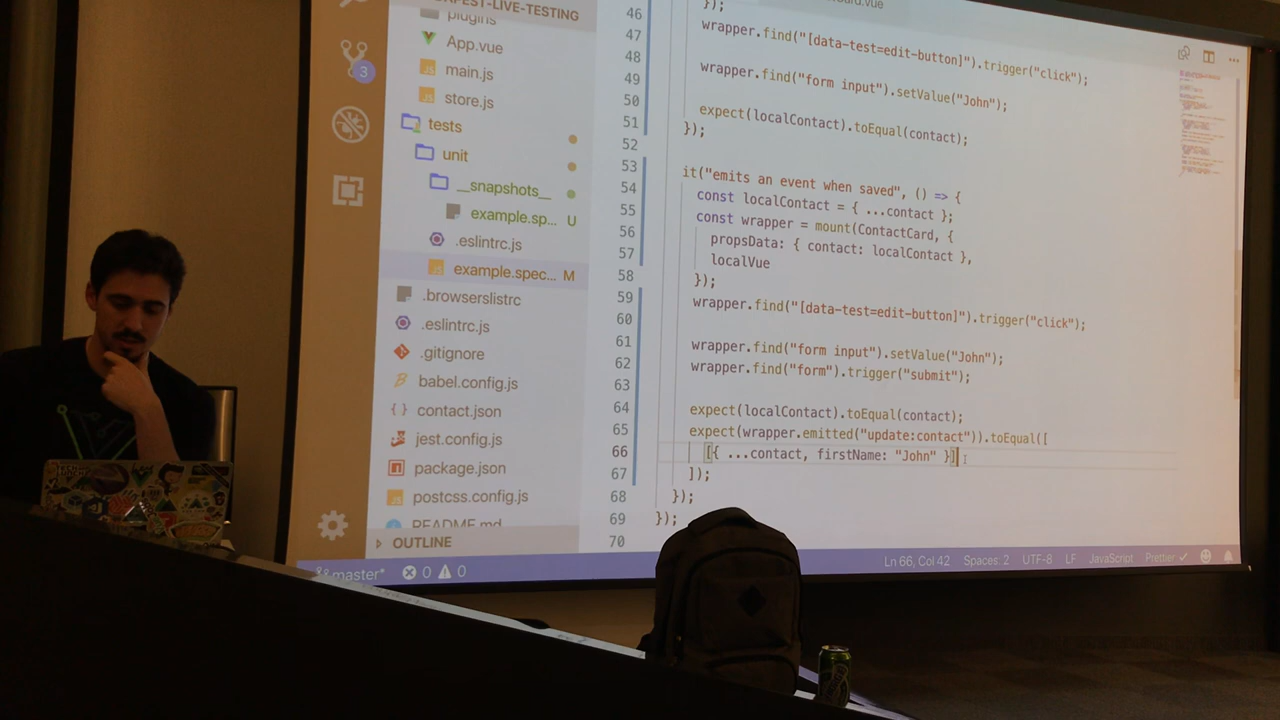 FEST-LIVE-TESTING
plugins
App.vue
main.js
store.js
tests
unit
__snapshots__
example.sp... U
.eslintrc.js
example.spec... M
.browserslistrc
.eslintrc.js
.gitignore
babel.config.js
contact.json
jest.config.js
package.json
postcss.config.js
README.md
OUTLINE
3
master* 0 0
46 });
47 wrapper.find("[data-test=edit-button]").trigger("click");
48
49 wrapper.find("form input").setValue("John");
50
51 expect(localContact).toEqual(contact);
52 });
53
54 it("emits an event when saved", () => {
55 const localContact = { ...contact };
56 const wrapper = mount(ContactCard, {
57 propsData: { contact: localContact },
58 localVue
59 });
60 wrapper.find("[data-test=edit-button]").trigger("click");
61
62 wrapper.find("form input").setValue("John");
63 wrapper.find("form").trigger("submit");
64
65 expect(localContact).toEqual(contact);
66 expect(wrapper.emitted("update:contact")).toEqual([
67 [{ ...contact, firstName: "John" }]
68 ]);
69 });
70 });
Ln 66, Col 42 Spaces: 2 UTF-8 LF JavaScript Prettier ✓